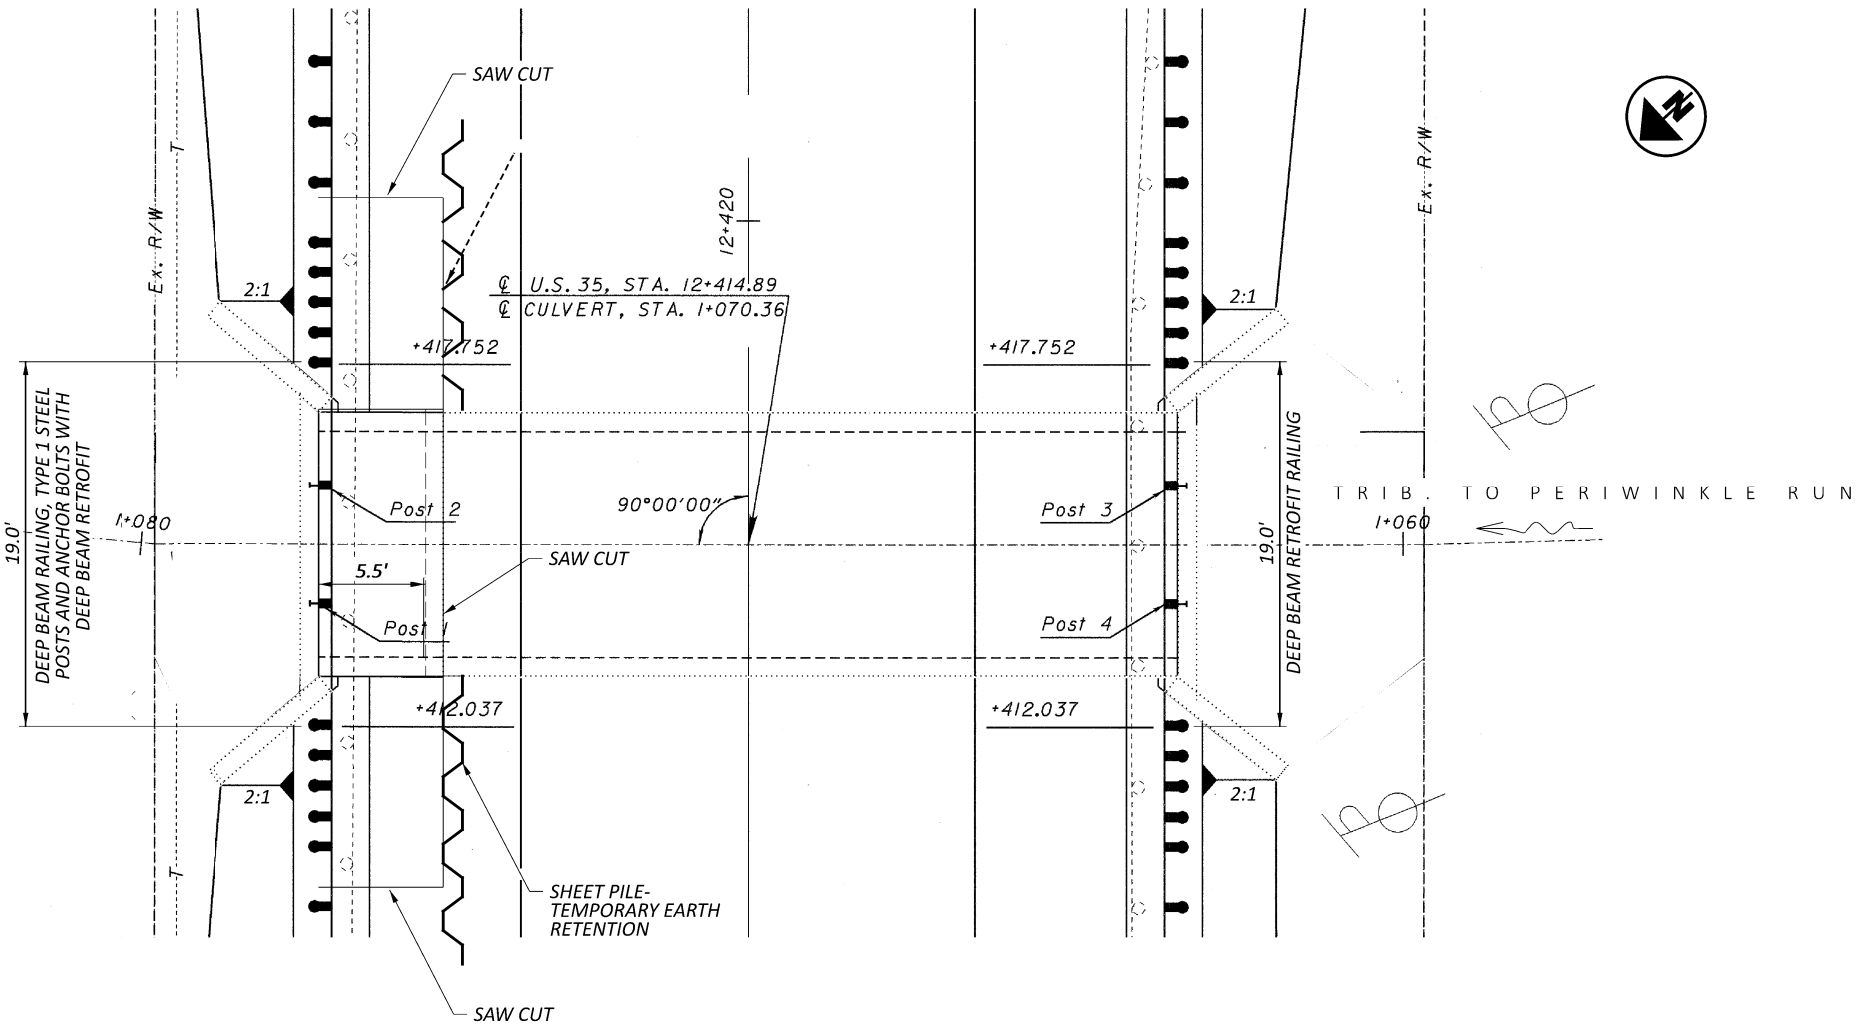 SAW CUT
N
T
Ex. R/W
Ex. R/W
12+420
2:1
2:1
℄ U.S. 35, STA. 12+414.89
℄ CULVERT, STA. 1+070.36
+417.752
+417.752
19.0'
DEEP BEAM RAILING, TYPE 1 STEEL
POSTS AND ANCHOR BOLTS WITH
DEEP BEAM RETROFIT
DEEP BEAM RETROFIT RAILING
19.0'
Post 2
90°00'00"
Post 3
TRIB. TO PERIWINKLE RUN
1+080
1+060
SAW CUT
5.5'
Post 1
Post 4
+412.037
+412.037
2:1
2:1
T
SHEET PILE-
TEMPORARY EARTH
RETENTION
SAW CUT